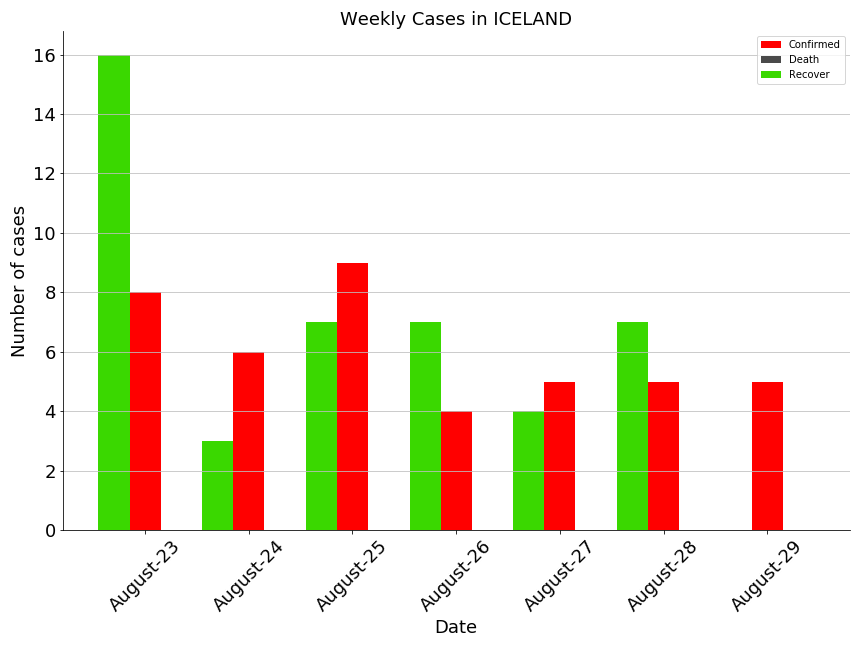 Weekly Cases in ICELAND
Confirmed
Death
Recover
Number of cases
16
14
12
10
8
6
4
2
0
August-23
August-24
August-25
August-26
August-27
August-28
August-29
Date